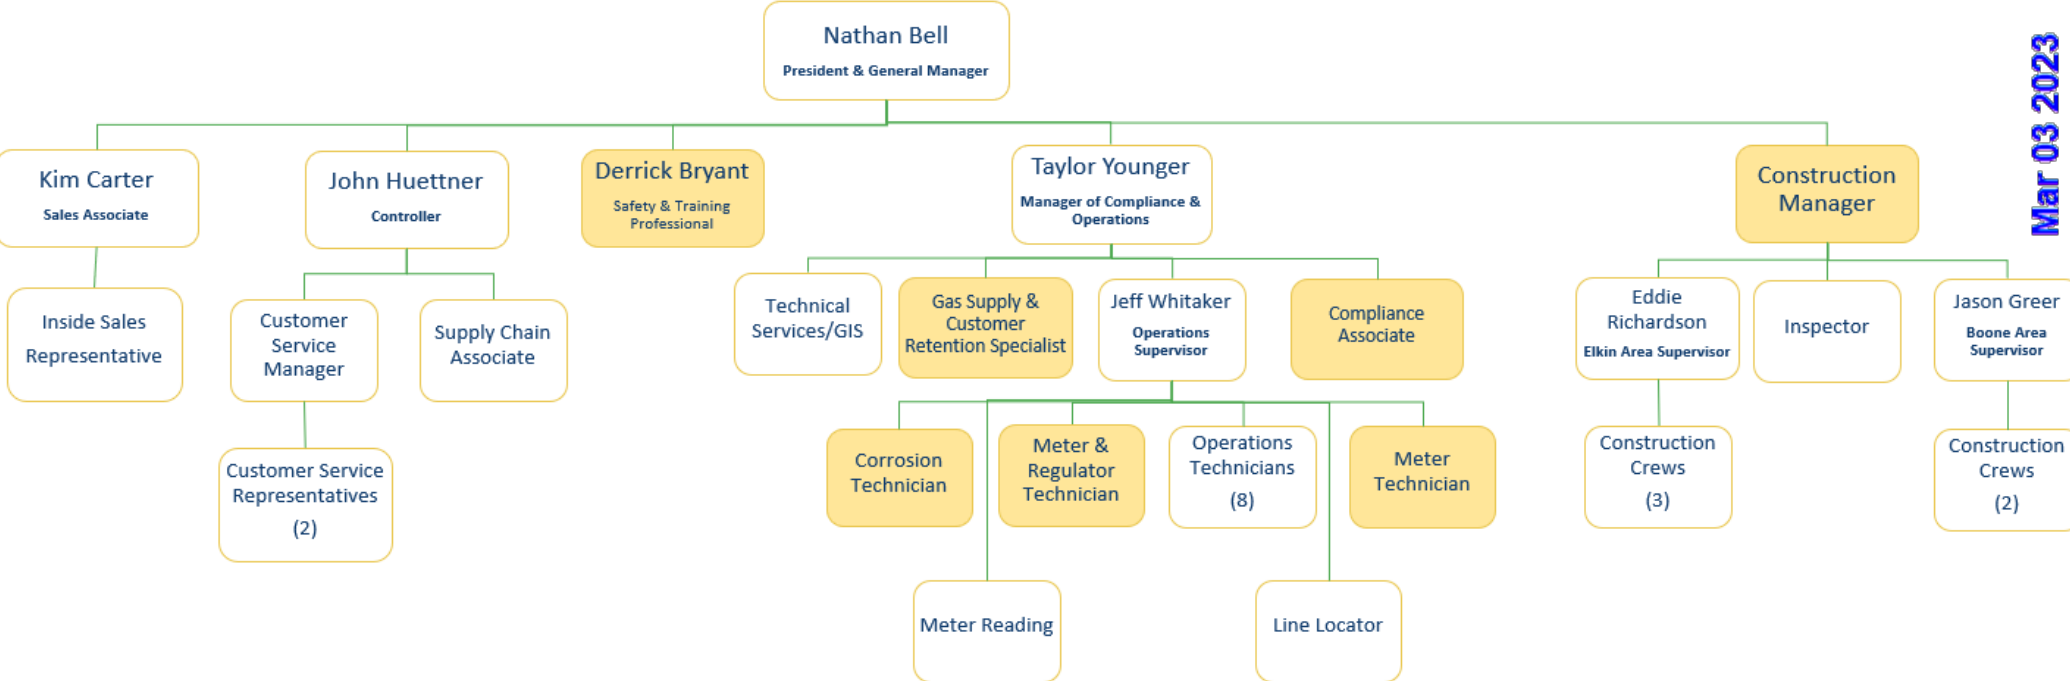 Nathan Bell
President & General Manager
Mar 03 2023
Kim Carter
Sales Associate
John Huettner
Controller
Derrick Bryant
Safety & Training
Professional
Taylor Younger
Manager of Compliance &
Operations
Construction
Manager
Inside Sales
Representative
Customer
Service
Manager
Supply Chain
Associate
Technical
Services/GIS
Gas Supply &
Customer
Retention Specialist
Jeff Whitaker
Operations
Supervisor
Compliance
Associate
Eddie
Richardson
Elkin Area Supervisor
Inspector
Jason Greer
Boone Area
Supervisor
Customer Service
Representatives
(2)
Corrosion
Technician
Meter &
Regulator
Technician
Operations
Technicians
(8)
Meter
Technician
Construction
Crews
(3)
Construction
Crews
(2)
Meter Reading
Line Locator